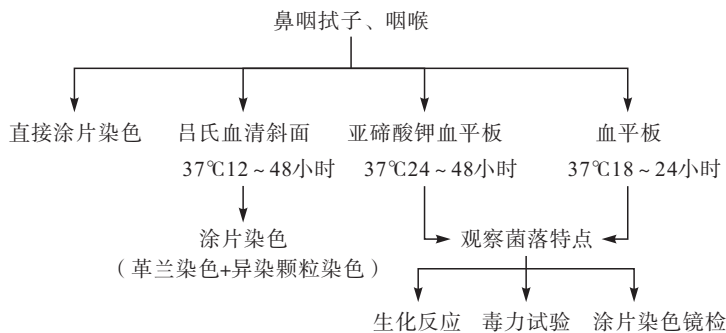 鼻咽拭子、咽喉
直接涂片染色 吕氏血清斜面 亚碲酸钾血平板 血平板
37℃12~48小时 37℃24~48小时 37℃18~24小时
涂片染色 观察菌落特点
（革兰染色+异染颗粒染色）
生化反应 毒力试验 涂片染色镜检